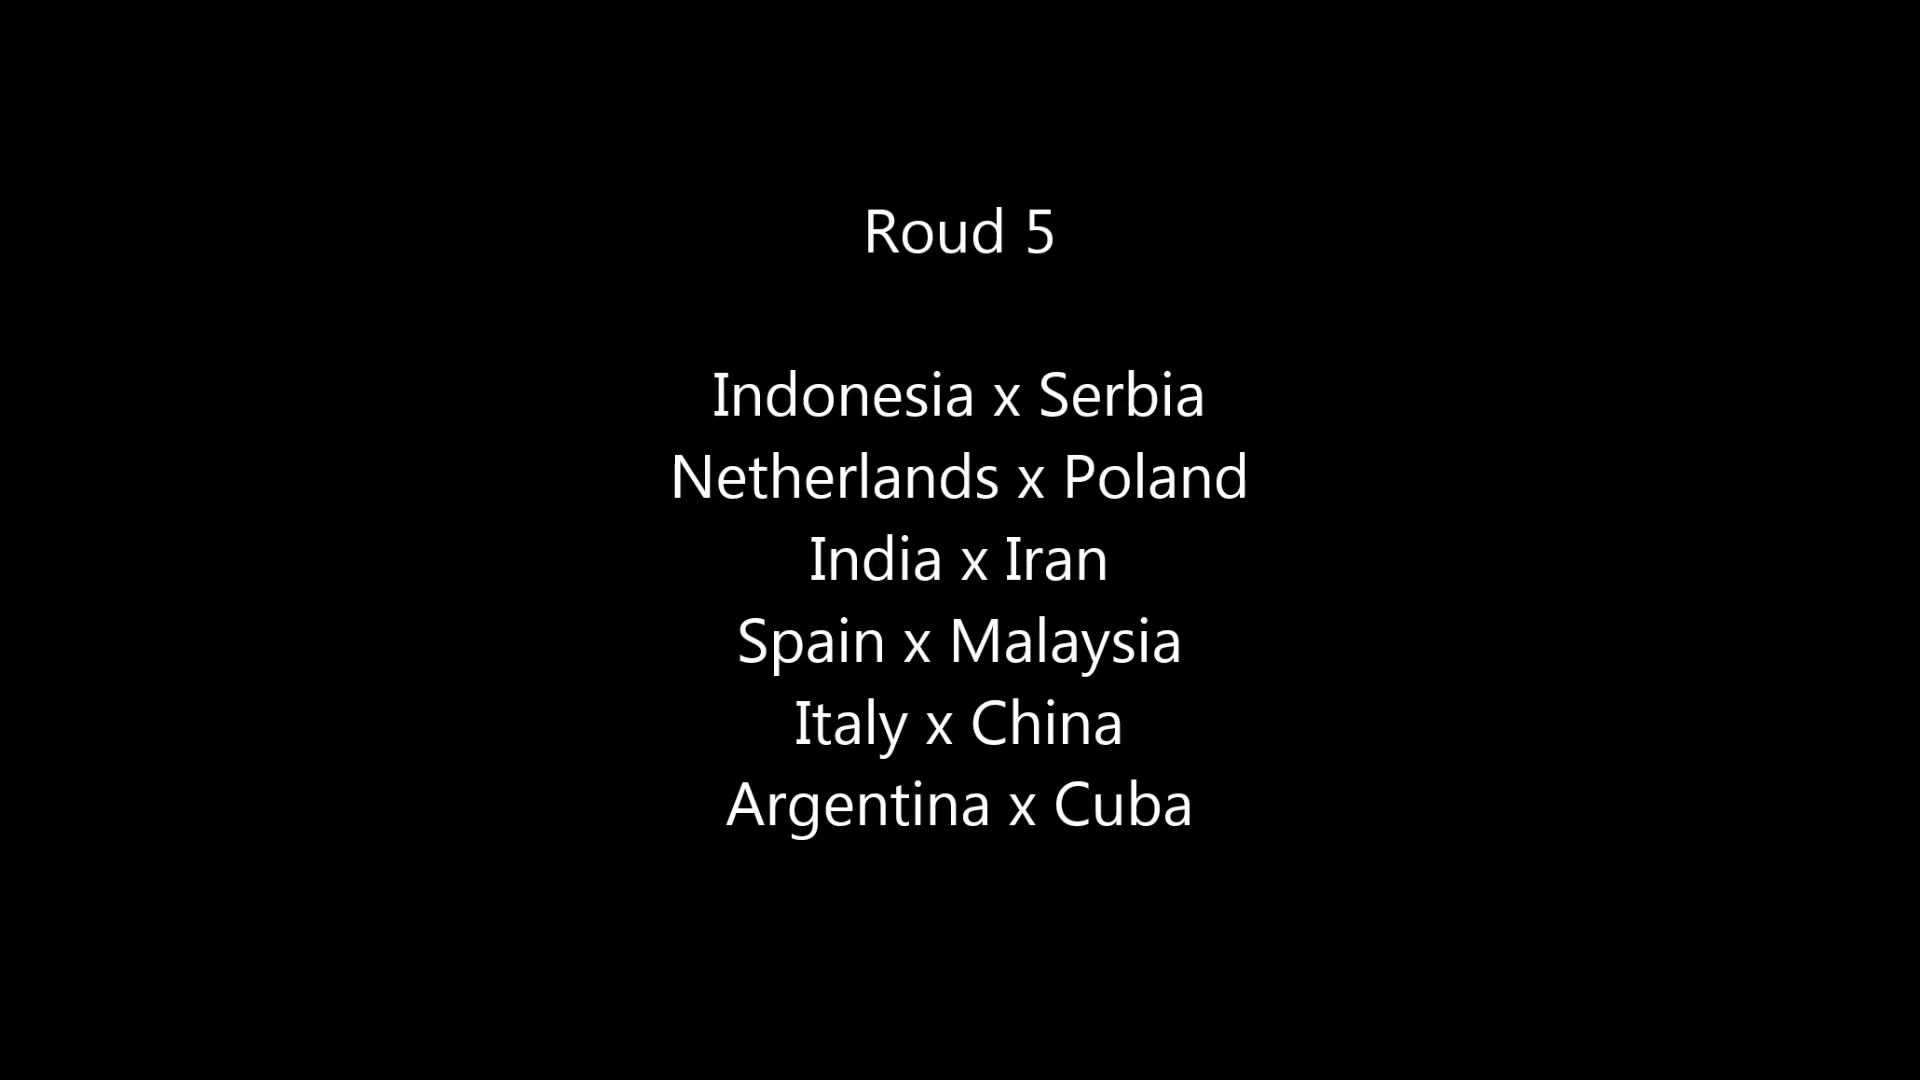 Roud 5
Indonesia x Serbia
Netherlands x Poland
India x Iran
Spain x Malaysia
Italy x China
Argentina x Cuba